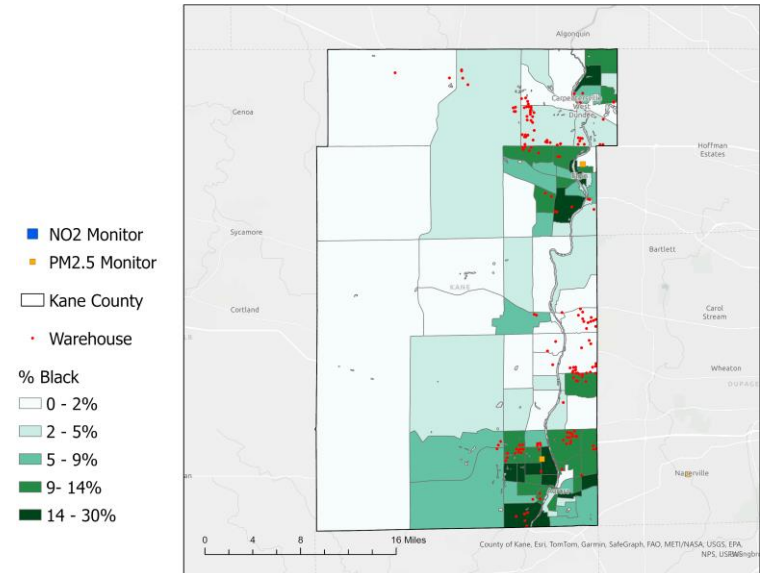 Algonquin
Genoa
Carpentersville
West
Dundee
Hoffman
Estates
NO2 Monitor
PM2.5 Monitor
Kane County
Warehouse
% Black
0 - 2%
2 - 5%
5 - 9%
9- 14%
14 - 30%
Sycamore
Bartlett
KANE
Cortland
Carol
Stream
Wheaton
DUPAGE
Naperville
0 4 8 16 Miles
County of Kane, Esri, TomTom, Garmin, SafeGraph, FAO, METI/NASA, USGS, EPA,
NPS,